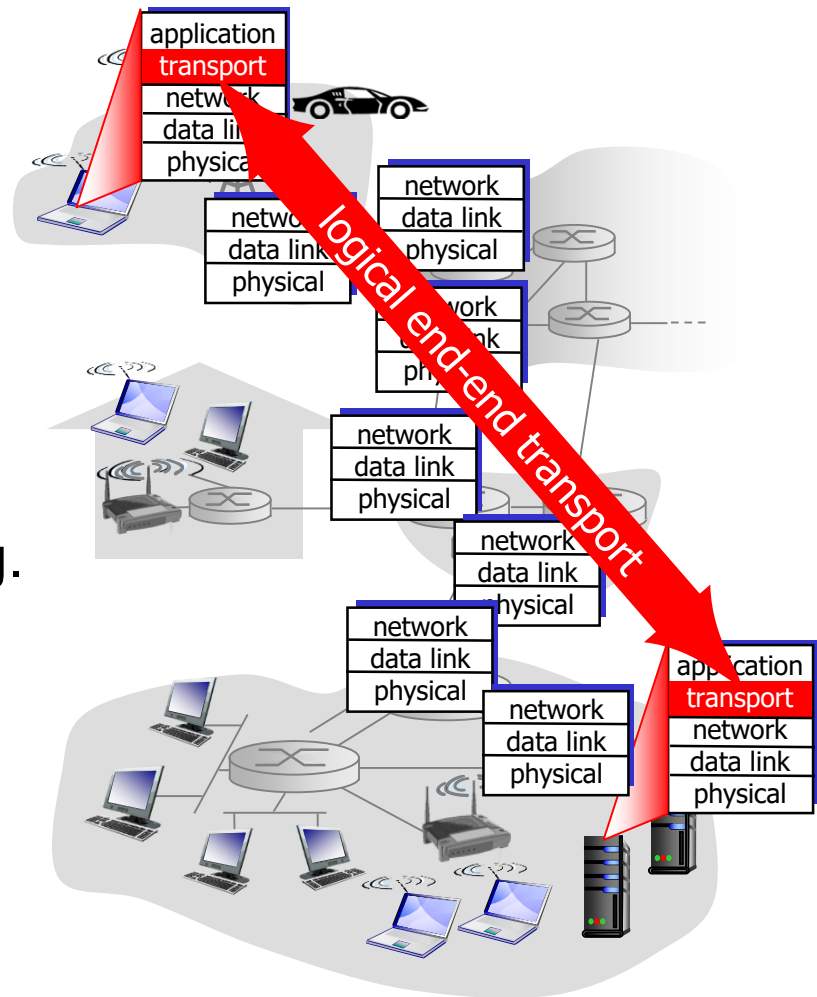 application
transport
network
data link
physical
network
data link
physical
network
data link
physical
work
logical end-end transport
network
data link
physical
network
data link
physical
network
data link
physical
network
data link
physical
application
transport
network
data link
physical